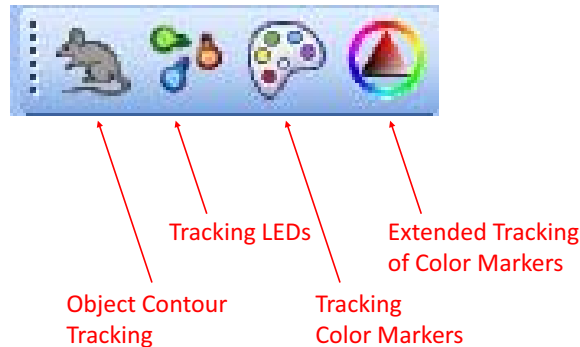 Tracking LEDs
Extended Tracking
of Color Markers
Object Contour
Tracking
Tracking
Color Markers